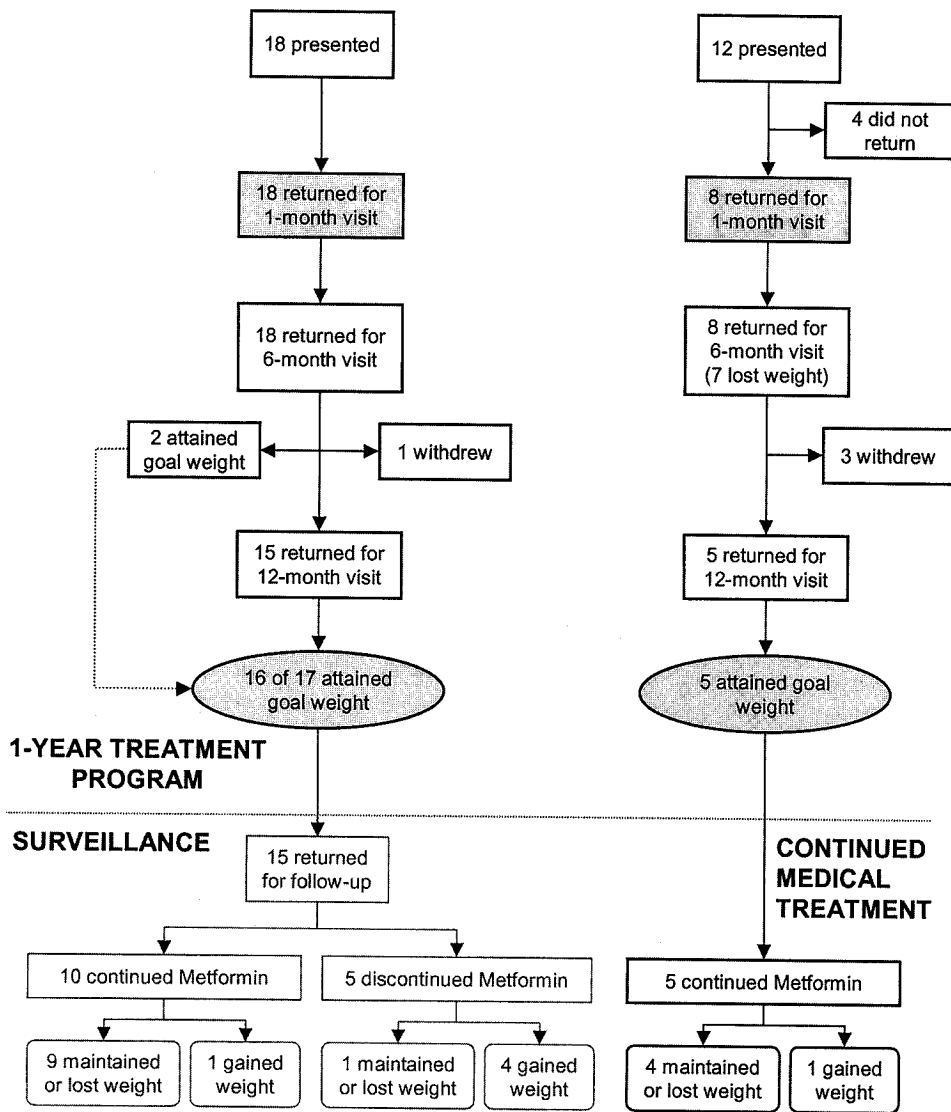 18 presented
12 presented
4 did not
return
18 returned for
1-month visit
8 returned for
1-month visit
18 returned for
6-month visit
8 returned for
6-month visit
(7 lost weight)
2 attained
goal weight
1 withdrew
3 withdrew
15 returned for
12-month visit
5 returned for
12-month visit
16 of 17 attained
goal weight
5 attained goal
weight
1-YEAR TREATMENT
PROGRAM
SURVEILLANCE
15 returned
for follow-up
CONTINUED
MEDICAL
TREATMENT
10 continued Metformin
5 discontinued Metformin
5 continued Metformin
9 maintained
or lost weight
1 gained
weight
1 maintained
or lost weight
4 gained
weight
4 maintained
or lost weight
1 gained
weight